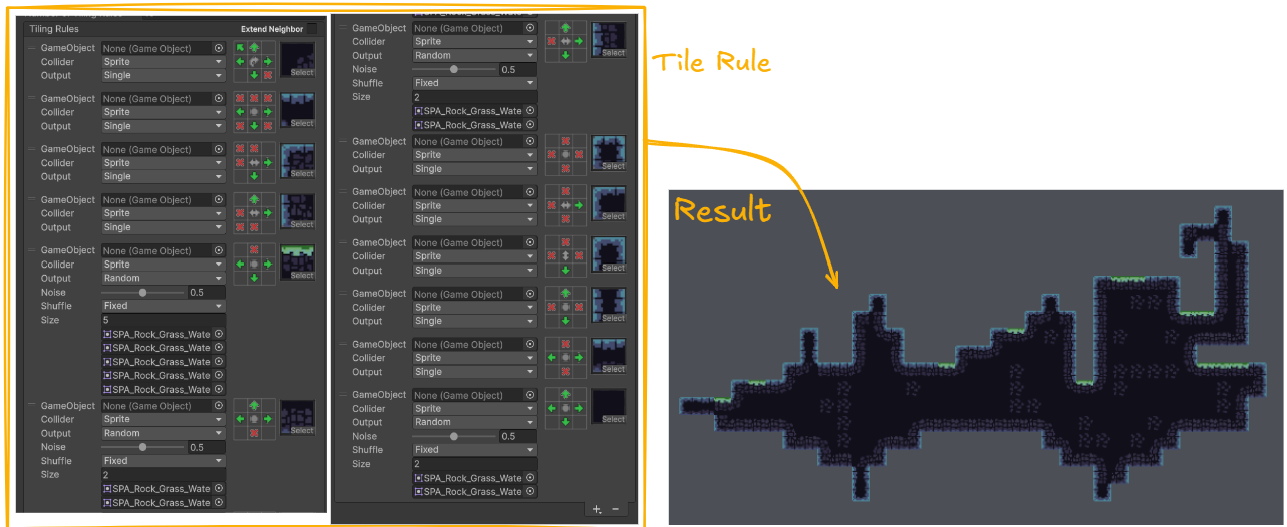 Tiling Rules
Extend Neighbor
GameObject None (Game Object)
Collider Sprite
Output Single
Select
GameObject None (Game Object)
Collider Sprite
Output Single
Select
GameObject None (Game Object)
Collider Sprite
Output Single
Select
GameObject None (Game Object)
Collider Sprite
Output Single
Select
GameObject None (Game Object)
Collider Sprite
Output Random
Select
Noise 0.5
Shuffle Fixed
Size 5
SPA_Rock_Grass_Wate
SPA_Rock_Grass_Wate
SPA_Rock_Grass_Wate
SPA_Rock_Grass_Wate
SPA_Rock_Grass_Wate
GameObject None (Game Object)
Collider Sprite
Output Random
Select
Noise 0.5
Shuffle Fixed
Size 2
SPA_Rock_Grass_Wate
SPA_Rock_Grass_Wate
GameObject None (Game Object)
Collider Sprite
Output Random
Select
Noise 0.5
Shuffle Fixed
Size 2
SPA_Rock_Grass_Wate
SPA_Rock_Grass_Wate
GameObject None (Game Object)
Collider Sprite
Output Single
Select
GameObject None (Game Object)
Collider Sprite
Output Single
Select
GameObject None (Game Object)
Collider Sprite
Output Single
Select
GameObject None (Game Object)
Collider Sprite
Output Single
Select
GameObject None (Game Object)
Collider Sprite
Output Single
Select
GameObject None (Game Object)
Collider Sprite
Output Random
Select
Noise 0.5
Shuffle Fixed
Size 2
SPA_Rock_Grass_Wate
SPA_Rock_Grass_Wate
Tile Rule
Result